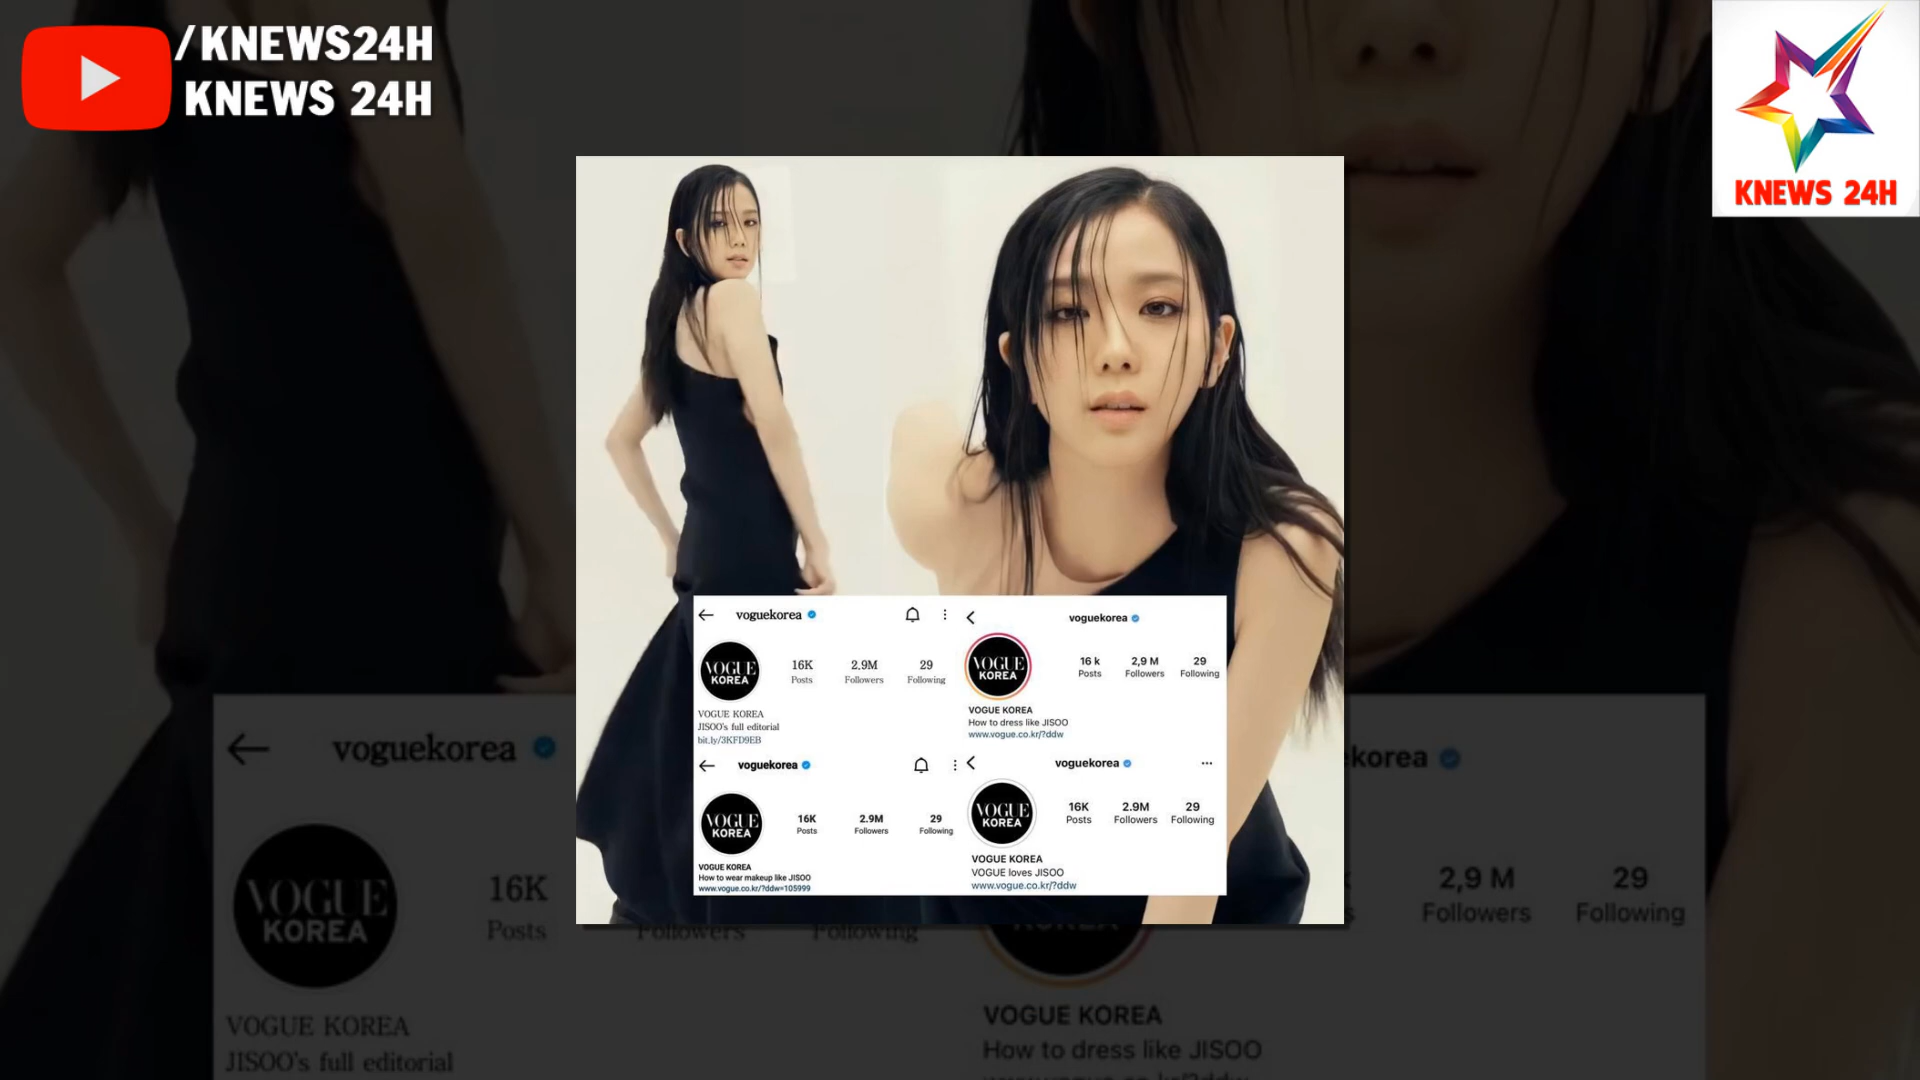 /KNEWS24H
KNEWS 24H
KNEWS 24H
voguekorea
VOGUE
KOREA
16K
2.9M
29
Posts
Followers
Following
VOGUE KOREA
JISOO's full editorial
bit.ly/3KFD9EB
voguekorea
VOGUE
KOREA
16 k
2,9 M
29
Posts
Followers
Following
VOGUE KOREA
How to dress like JISOO
www.vogue.co.kr/?ddw
voguekorea
VOGUE
KOREA
16K
2.9M
29
Posts
Followers
Following
VOGUE KOREA
How to wear makeup like JISOO
www.vogue.co.kr/?ddw=105999
voguekorea
VOGUE
KOREA
16K
2.9M
29
Posts
Followers
Following
VOGUE KOREA
VOGUE loves JISOO
www.vogue.co.kr/?ddw
voguekorea
VOGUE
KOREA
16K
Posts
Followers
Following
VOGUE KOREA
JISOO's full editorial
korea
2,9 M
29
Followers
Following
KOREA
VOGUE KOREA
How to dress like JISOO